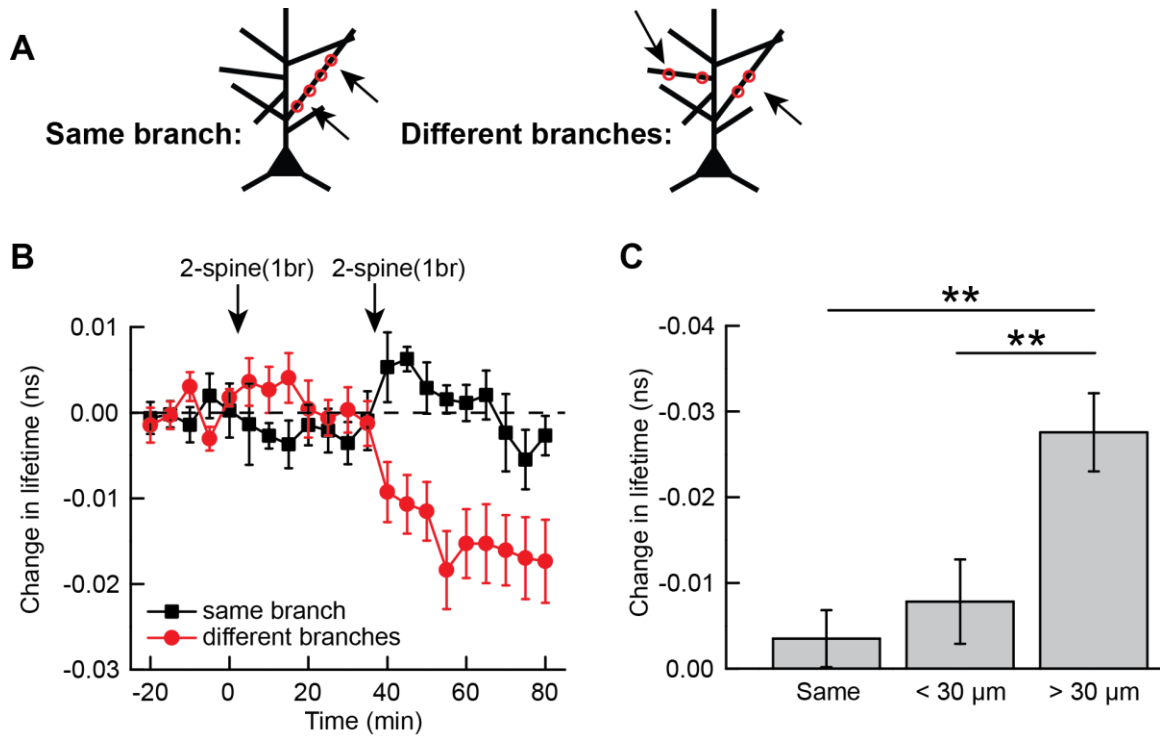 A
Same branch:
Different branches:
B
2-spine(1br) 2-spine(1br)
0.01
0.00
-0.01
-0.02
-0.03
Change in lifetime (ns)
same branch
different branches
-20 0 20 40 60 80
Time (min)
C
** 
**
-0.04
-0.03
-0.02
-0.01
0.00
Change in lifetime (ns)
Same < 30 μm > 30 μm